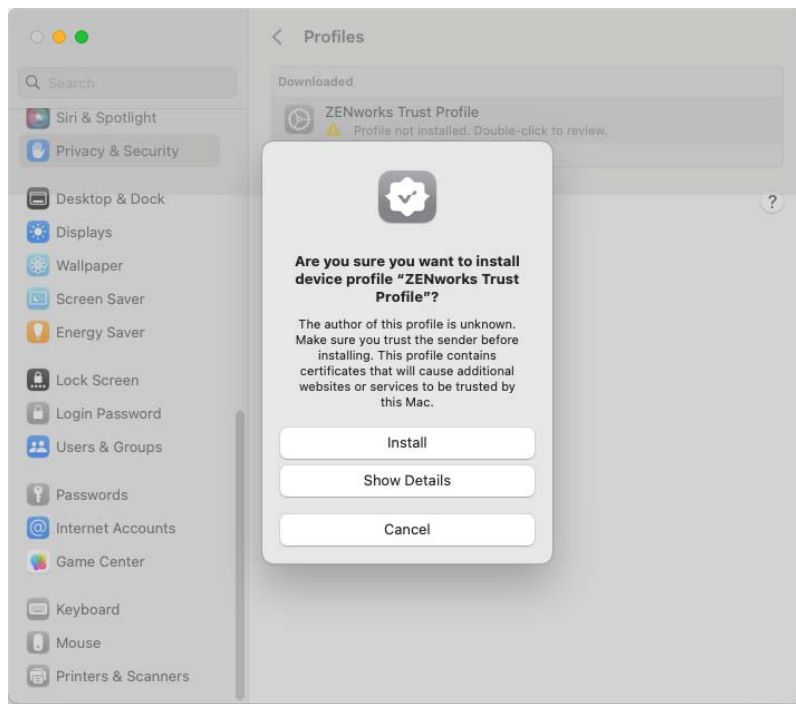 Profiles
Search
Downloaded
Siri & Spotlight
ZENworks Trust Profile
Profile not installed. Double-click to review.
Privacy & Security
Desktop & Dock
?
Displays
Wallpaper
Screen Saver
Energy Saver
Lock Screen
Login Password
Users & Groups
Passwords
Internet Accounts
Game Center
Keyboard
Mouse
Printers & Scanners
Are you sure you want to install
device profile “ZENworks Trust
Profile”?
The author of this profile is unknown.
Make sure you trust the sender before
installing. This profile contains
certificates that will cause additional
websites or services to be trusted by
this Mac.
Install
Show Details
Cancel